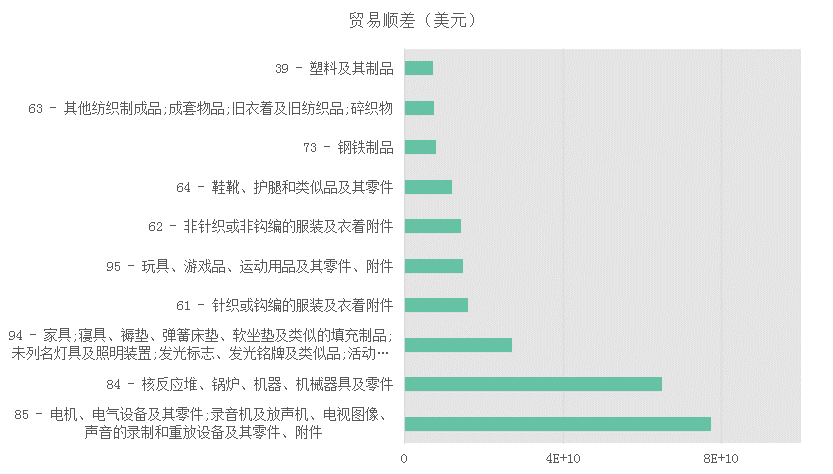 贸易顺差（美元）
39 - 塑料及其制品
63 - 其他纺织制成品;成套物品;旧衣着及旧纺织品;碎织物
73 - 钢铁制品
64 - 鞋靴、护腿和类似品及其零件
62 - 非针织或非钩编的服装及衣着附件
95 - 玩具、游戏品、运动用品及其零件、附件
61 - 针织或钩编的服装及衣着附件
94 - 家具;寝具、褥垫、弹簧床垫、软坐垫及类似的填充制品;
未列名灯具及照明装置;发光标志、发光铭牌及类似品;活动…
84 - 核反应堆、锅炉、机器、机械器具及零件
85 - 电机、电气设备及其零件;录音机及放声机、电视图像、
声音的录制和重放设备及其零件、附件
0 4E+10 8E+10